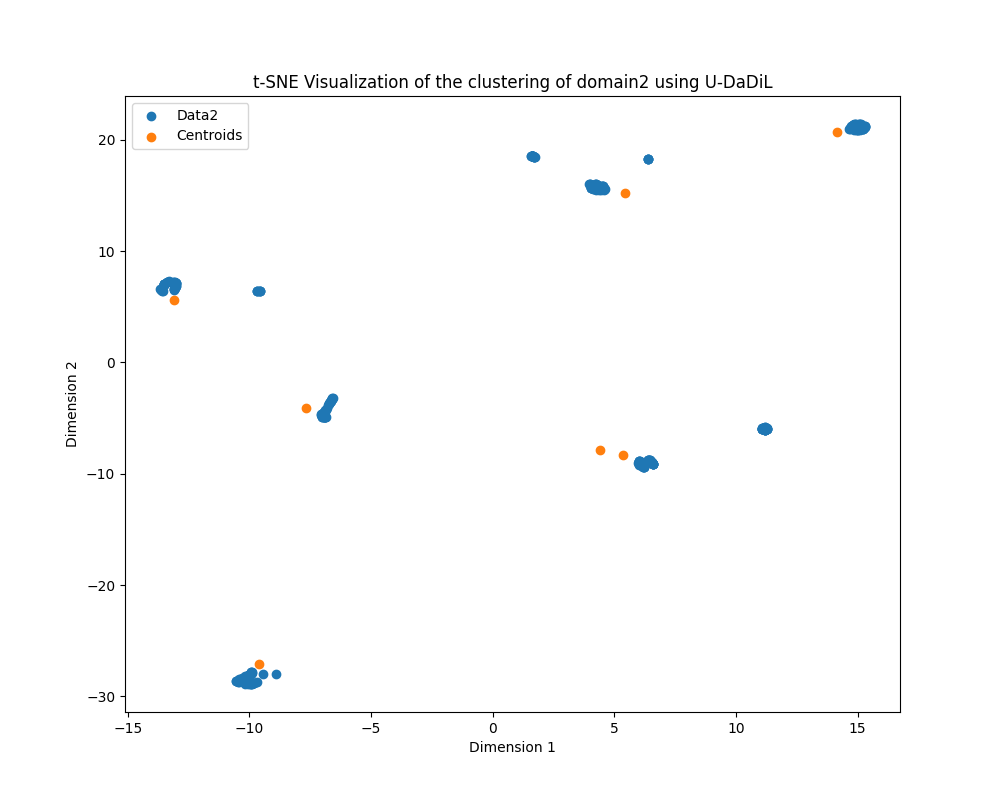 t-SNE Visualization of the clustering of domain2 using U-DaDiL
Data2
Centroids
20
10
0
−10
−20
−30
Dimension 2
−15
−10
−5
0
5
10
15
Dimension 1